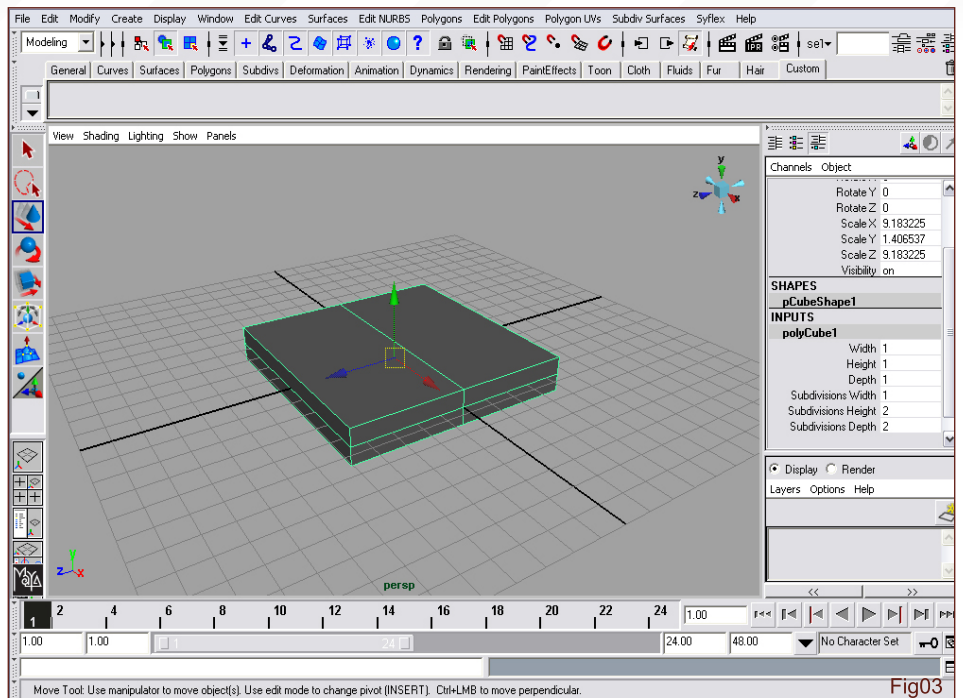 File Edit Modify Create Display Window Edit Curves Surfaces Edit NURBS Polygons Edit Polygons Polygon UVs Subdiv Surfaces Syflex Help
Modeling sel
General Curves Surfaces Polygons Subdivs Deformation Animation Dynamics Rendering PaintEffects Toon Cloth Fluids Fur Hair Custom
View Shading Lighting Show Panels
Channels Object
y
z x
Rotate Y 0
Rotate Z 0
Scale X 9.183225
Scale Y 1.406537
Scale Z 9.183225
Visibility on
SHAPES
pCubeShape1
INPUTS
polyCube1
Width 1
Height 1
Depth 1
Subdivisions Width 1
Subdivisions Height 2
Subdivisions Depth 2
Display Render
Layers Options Help
y
z x
persp
MAYA
<< >>
1 2 4 6 8 10 12 14 16 18 20 22 24 1.00
1.00 1.00 1 24 24.00 48.00 No Character Set
Move Tool: Use manipulator to move object(s). Use edit mode to change pivot (INSERT). Ctrl+LMB to move perpendicular.
Fig03